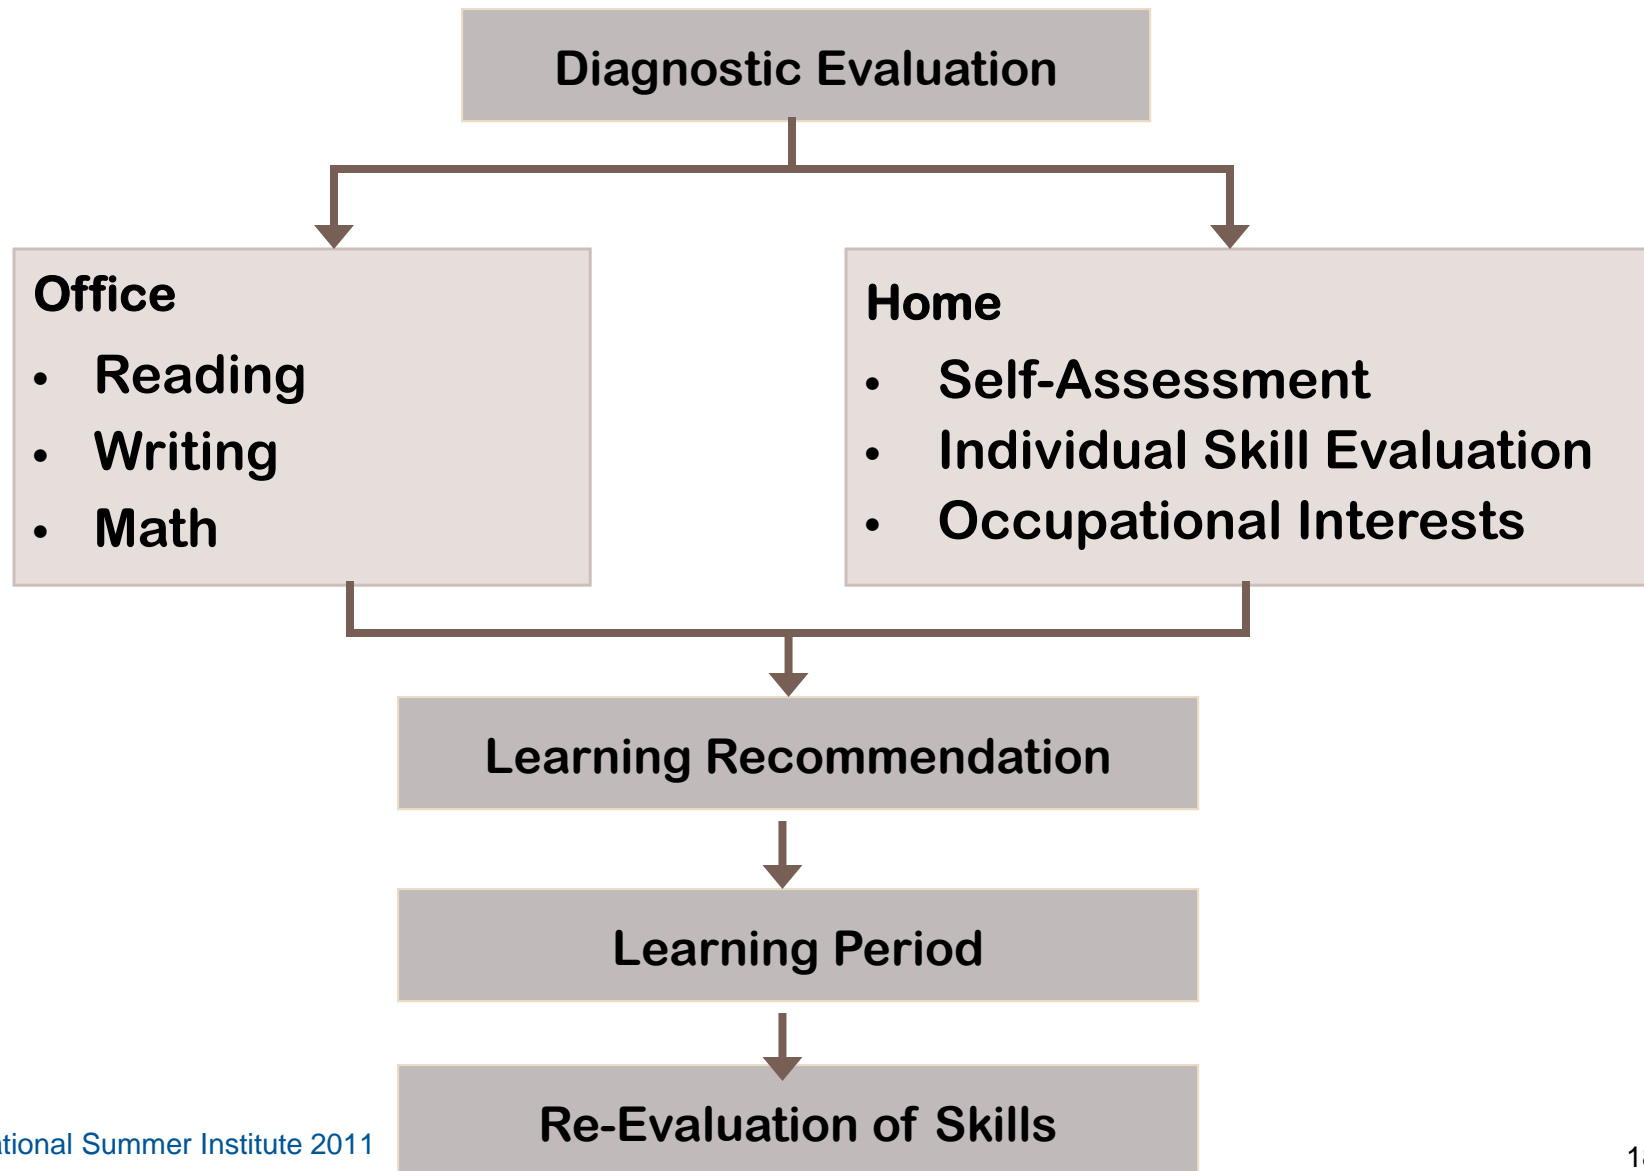 Diagnostic Evaluation
Office
• Reading
• Writing
• Math
Home
• Self-Assessment
• Individual Skill Evaluation
• Occupational Interests
Learning Recommendation
Learning Period
Re-Evaluation of Skills
Summer Institute 2011